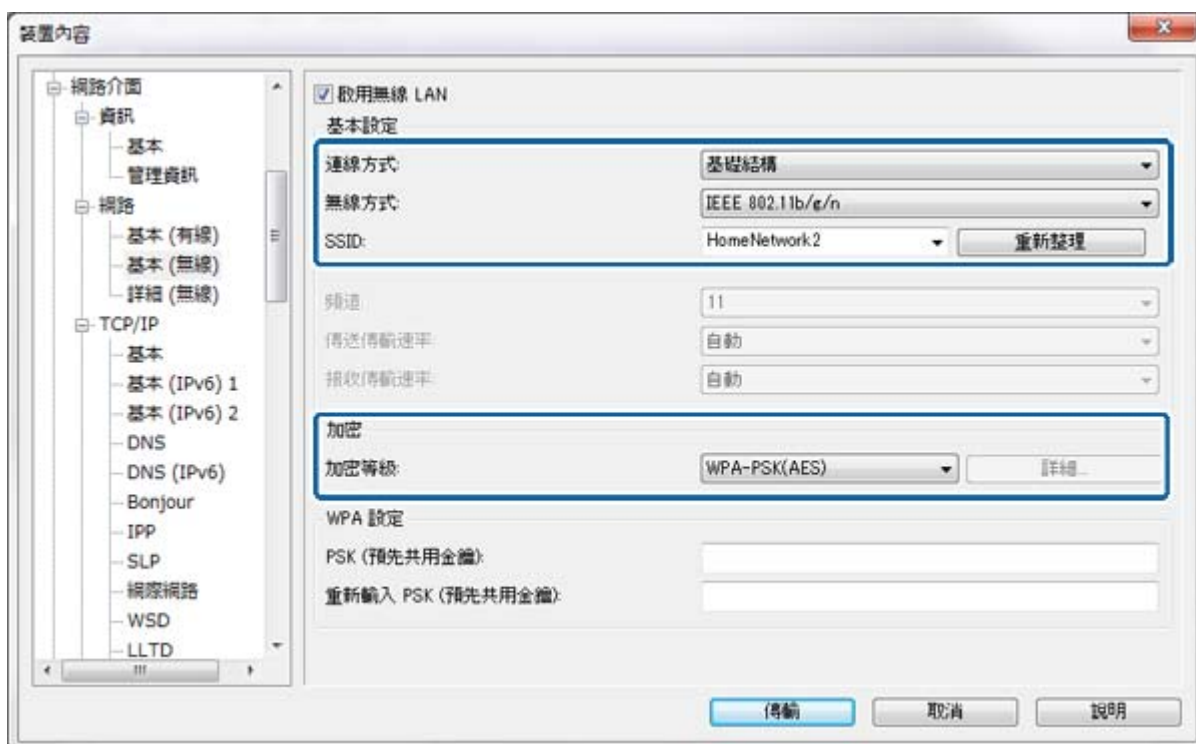 裝置內容
網路介面
資訊
基本
管理資訊
網路
基本 (有線)
基本 (無線)
詳細 (無線)
TCP/IP
基本
基本 (IPv6) 1
基本 (IPv6) 2
DNS
DNS (IPv6)
Bonjour
IPP
SLP
網際網路
WSD
LLTD
啟用無線 LAN
基本設定
連線方式: 基礎結構
無線方式: IEEE 802.11b/g/n
SSID: HomeNetwork2 重新整理
頻道 11
傳送傳輸速率: 自動
接收傳輸速率: 自動
加密
加密等級: WPA-PSK(AES) 詳細...
WPA 設定
PSK (預先共用金鑰):
重新輸入 PSK (預先共用金鑰):
傳輸 取消 說明